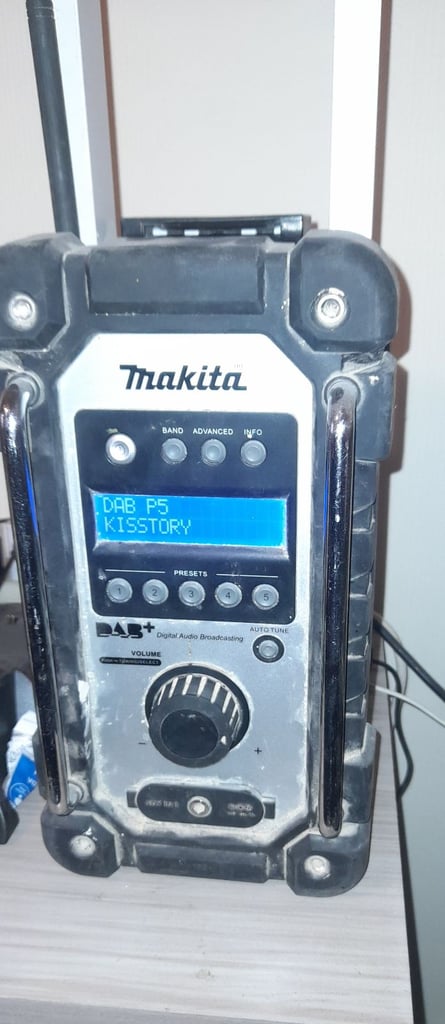 makita
BAND ADVANCED INFO
DAB P5
KISSTORY
PRESETS
1 2 3 4 5
DAB+ Digital Audio Broadcasting
AUTO TUNE
VOLUME
- +